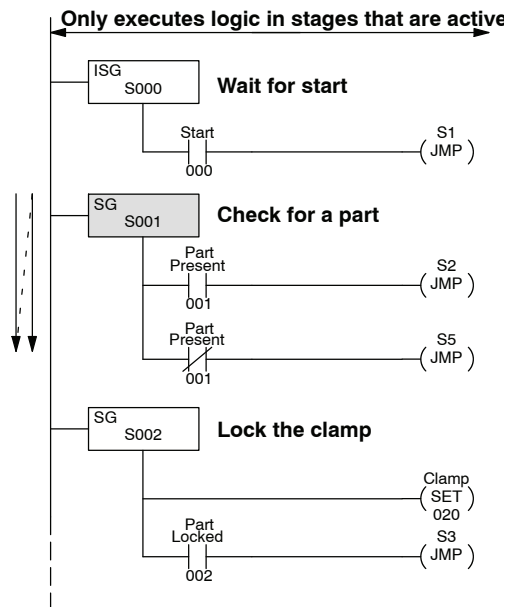 Only executes logic in stages that are active
ISG
S000
Wait for start
Start
000
S1
JMP
SG
S001
Check for a part
Part
Present
001
S2
JMP
Part
Present
001
S5
JMP
SG
S002
Lock the clamp
Clamp
SET
020
Part
Locked
002
S3
JMP